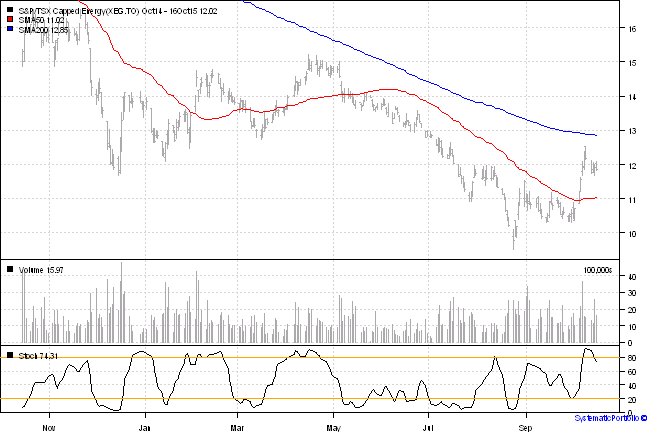 S&P/TSX Capped Energy(XEG.TO) Oct14 - 16Oct15 12.02
SMA50 11.02
SMA200 12.85
16
15
14
13
12
11
10
Volume 15.97
100,000s
40
30
20
10
0
Stoch 74.31
80
60
40
20
0
Nov Jan Mar May Jul Sep
SystematicPortfolio ©